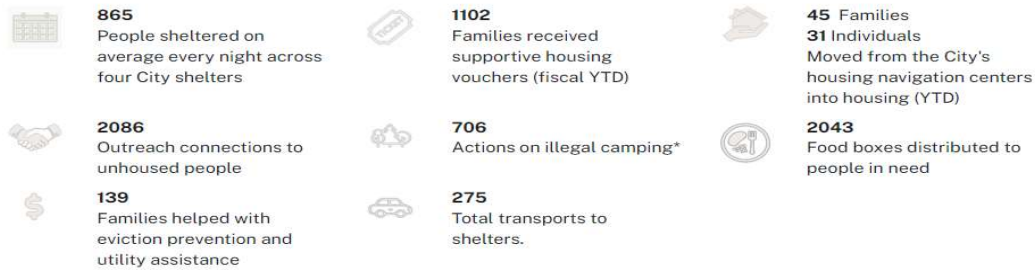 865
People sheltered on
average every night across
four City shelters
1102
Families received
supportive housing
vouchers (fiscal YTD)
45 Families
31 Individuals
Moved from the City's
housing navigation centers
into housing (YTD)
2086
Outreach connections to
unhoused people
706
Actions on illegal camping*
2043
Food boxes distributed to
people in need
139
Families helped with
eviction prevention and
utility assistance
275
Total transports to
shelters.
TICKET